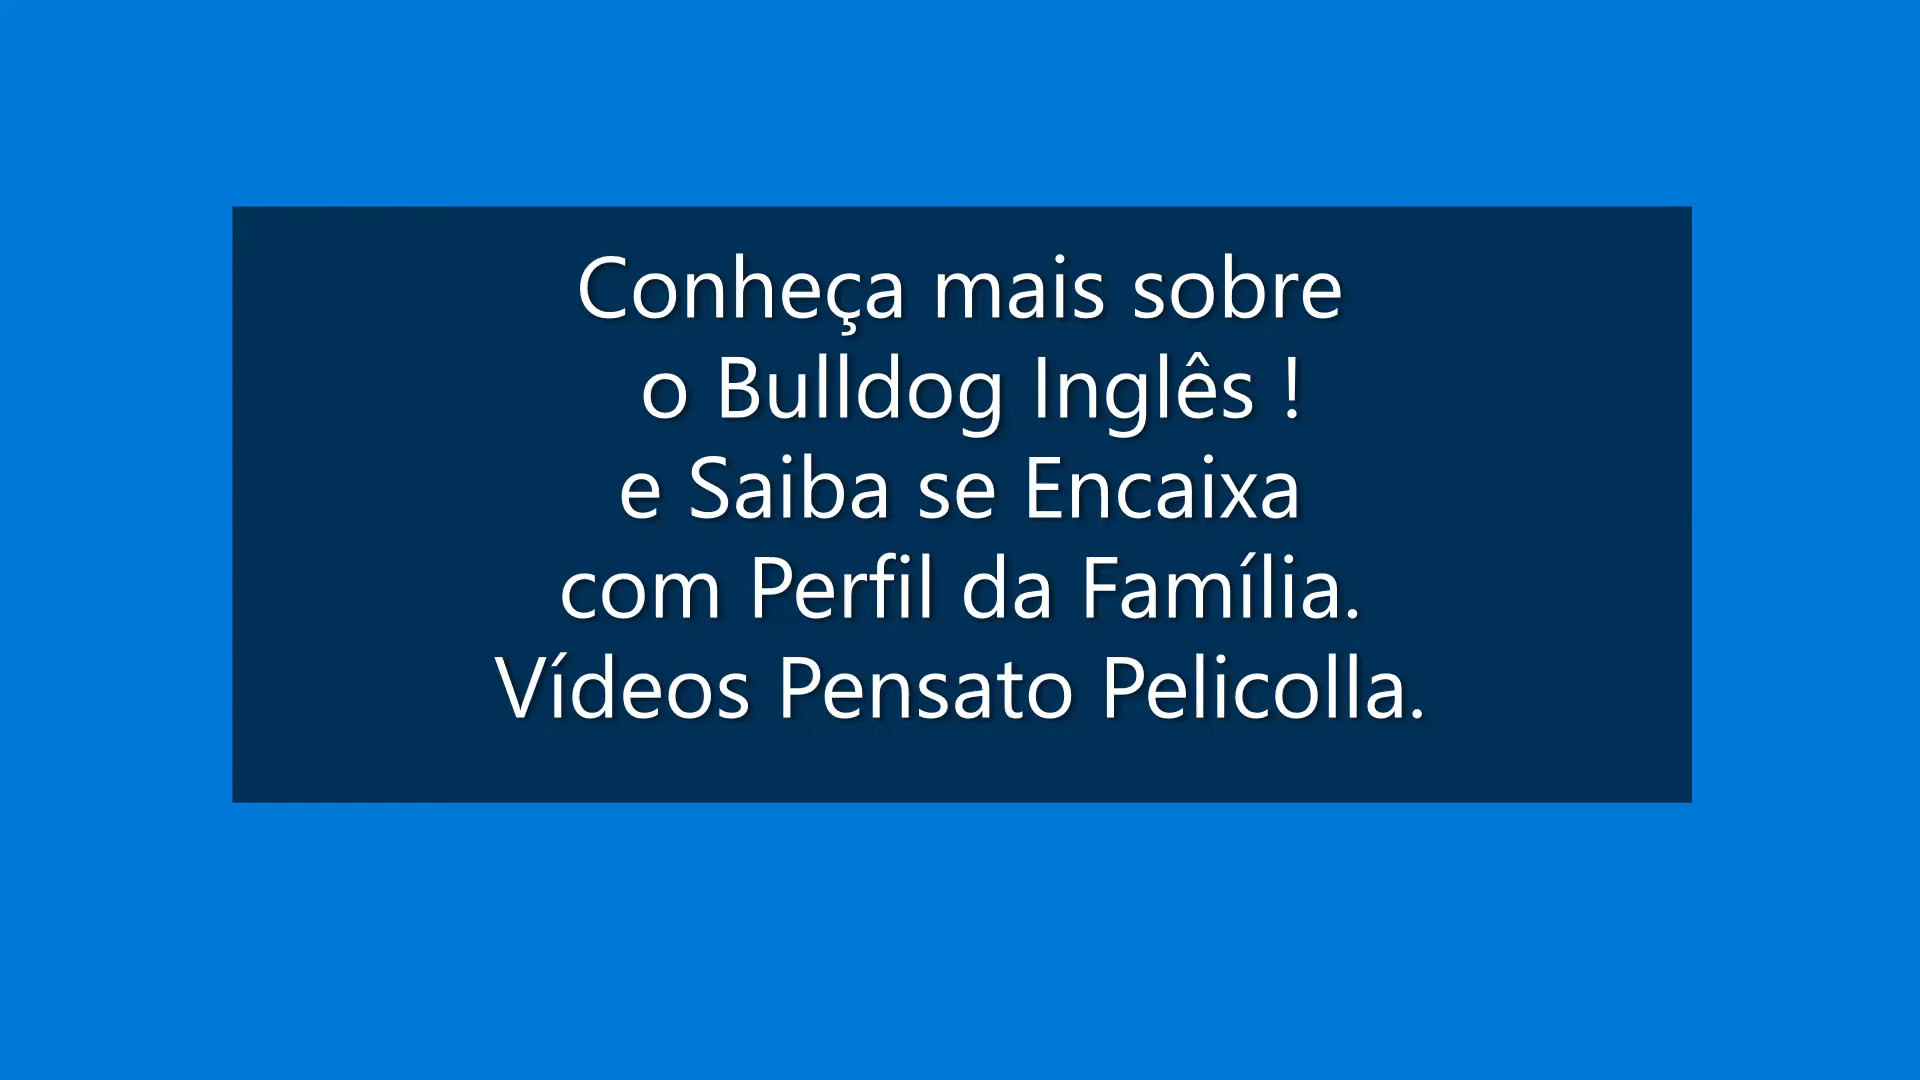 Conheça mais sobre
o Bulldog Inglês !
e Saiba se Encaixa
com Perfil da Família.
Vídeos Pensato Pelicolla.